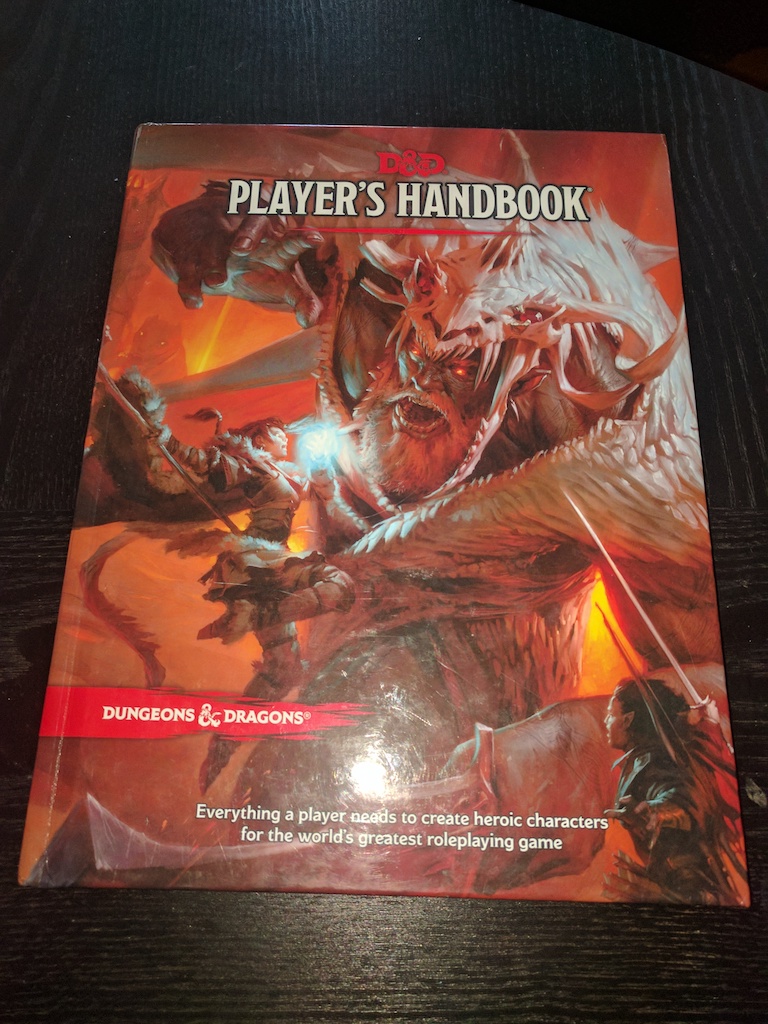 D&D
PLAYER'S HANDBOOK®
DUNGEONS & DRAGONS®
Everything a player needs to create heroic characters
for the world's greatest roleplaying game